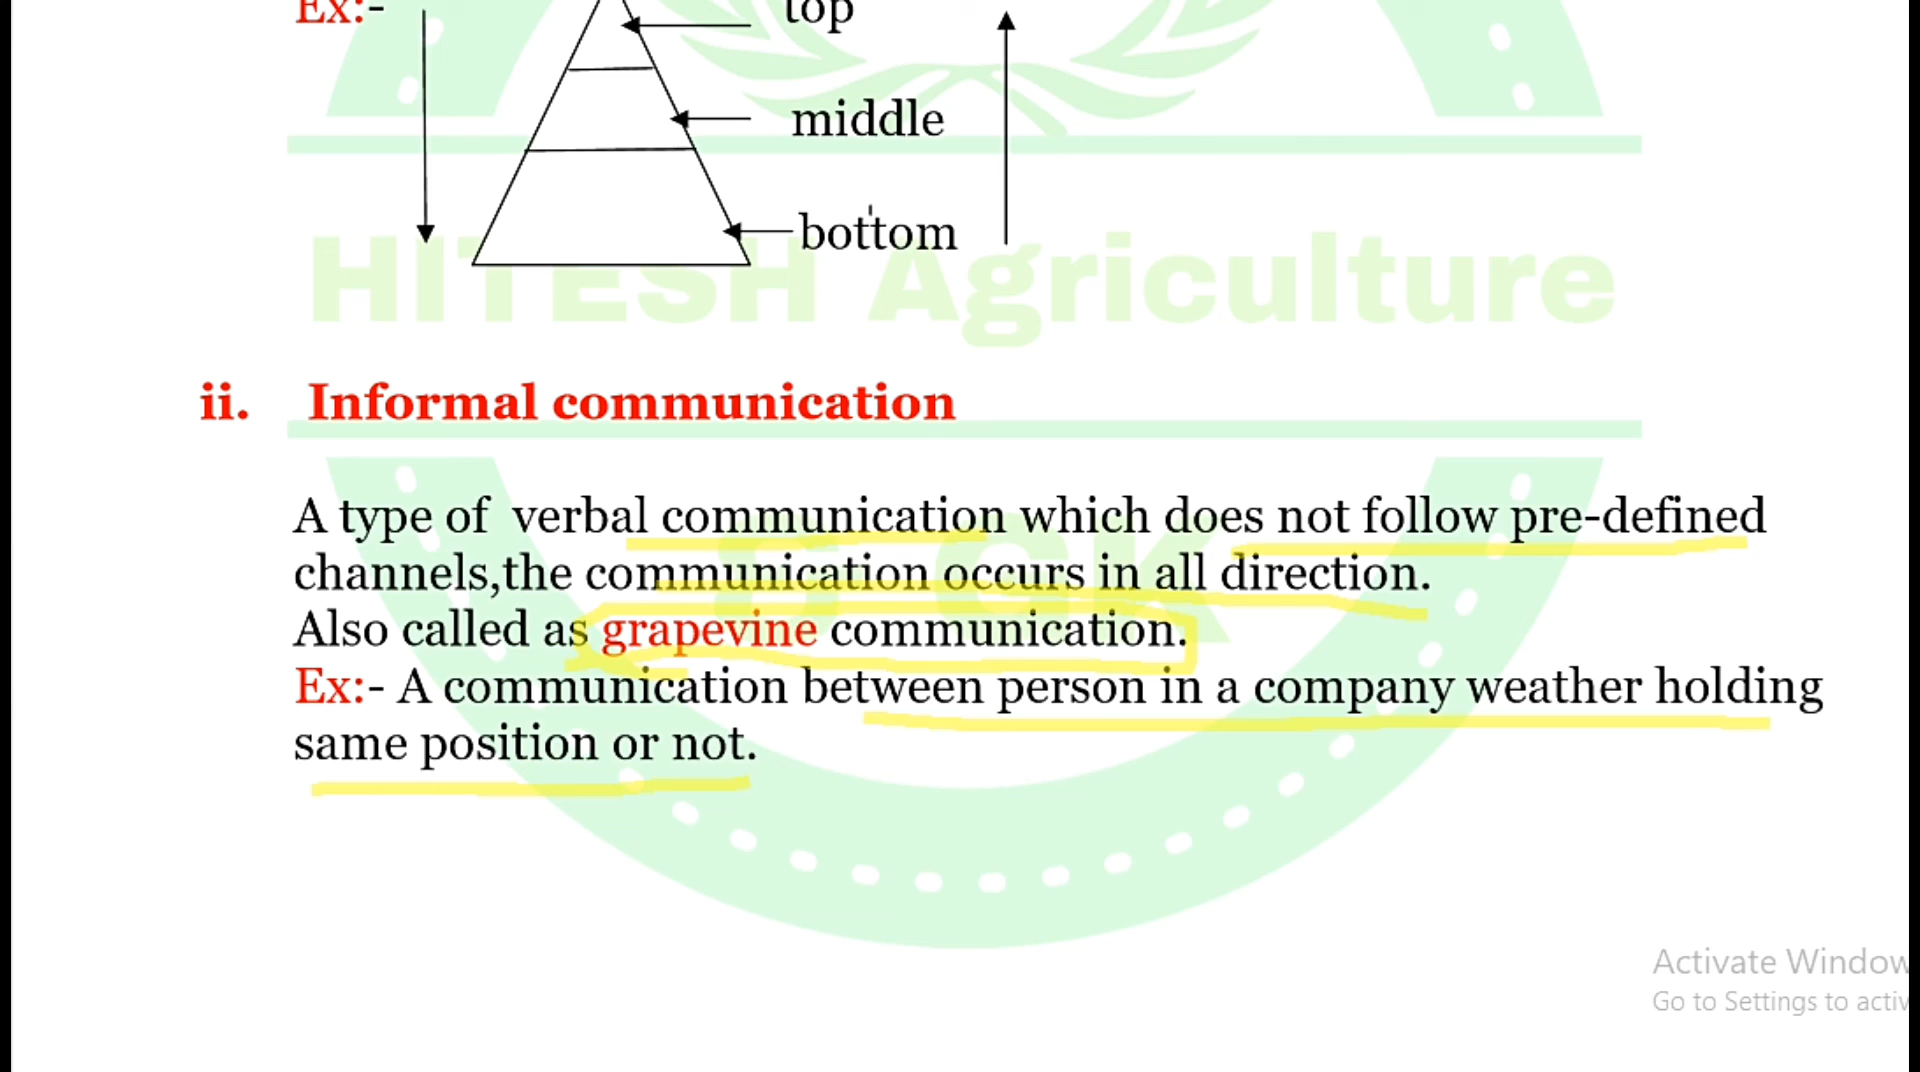 Ex:-
top
middle
bottom
HITESH Agriculture
ii. Informal communication
A type of verbal communication which does not follow pre-defined
channels,the communication occurs in all direction.
Also called as grapevine communication.
Ex:- A communication between person in a company weather holding
same position or not.
Activate Window
Go to Settings to activ